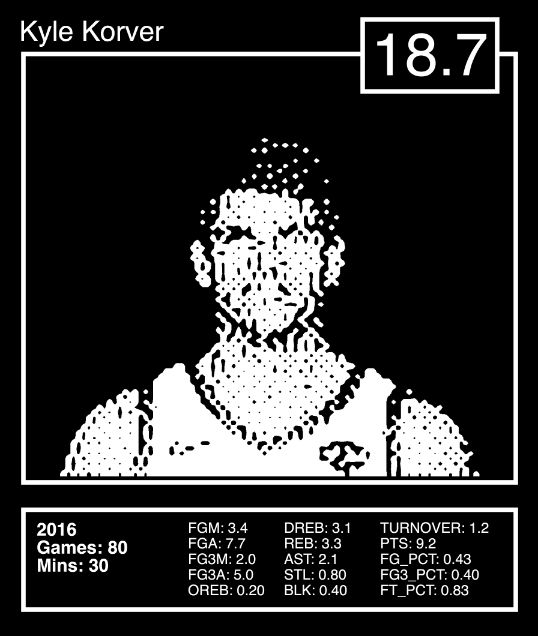 Kyle Korver
18.7
2016
Games: 80
Mins: 30
FGM: 3.4
FGA: 7.7
FG3M: 2.0
FG3A: 5.0
OREB: 0.20
DREB: 3.1
REB: 3.3
AST: 2.1
STL: 0.80
BLK: 0.40
TURNOVER: 1.2
PTS: 9.2
FG_PCT: 0.43
FG3_PCT: 0.40
FT_PCT: 0.83